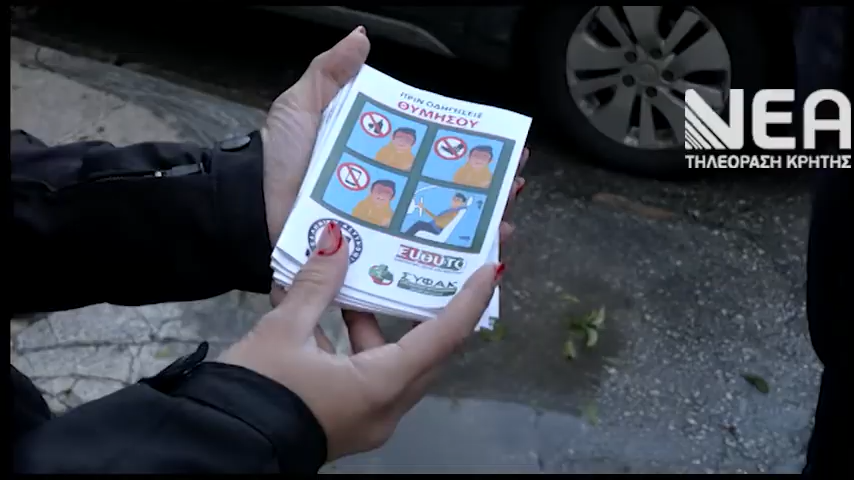 ΠΡΙΝ ΟΔΗΓΗΣΕΙΣ
ΘΥΜΗΣΟΥ
ΕΥΘΥΤΟ
ΣΥΦΑΚ
ΝΕΑ
ΤΗΛΕΟΡΑΣΗ ΚΡΗΤΗΣ